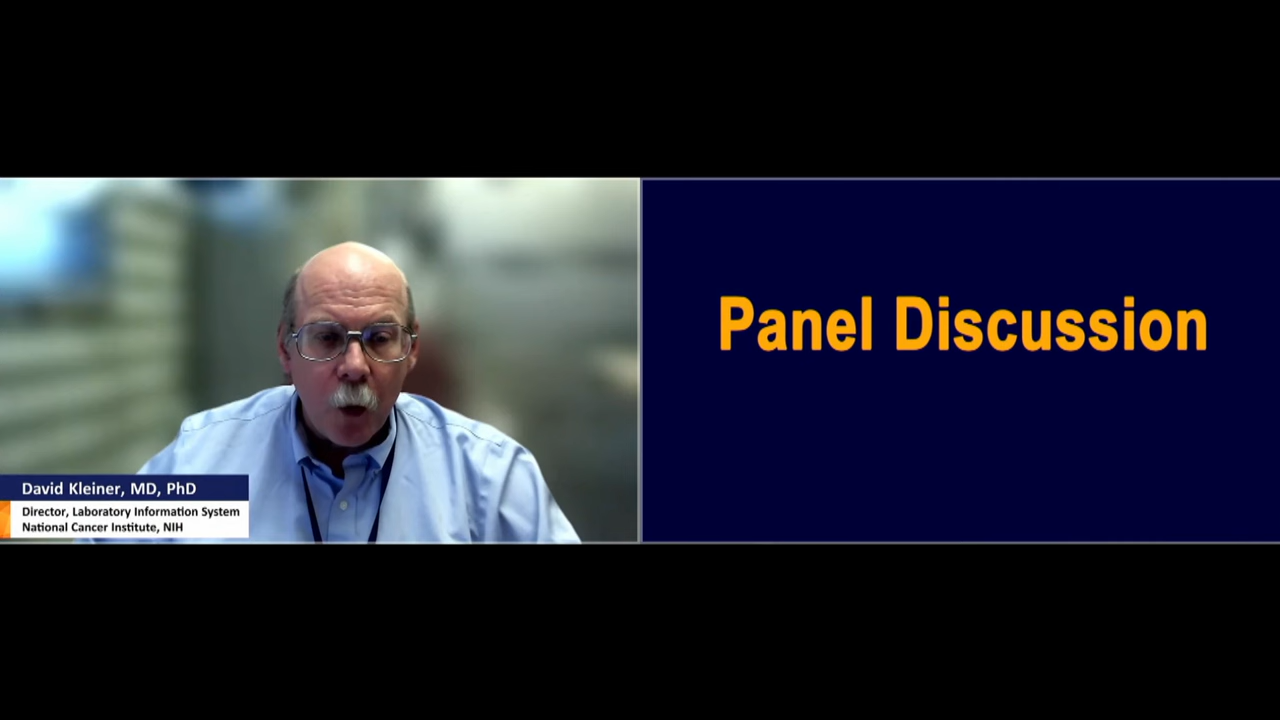 David Kleiner, MD, PhD
Director, Laboratory Information System
National Cancer Institute, NIH
Panel Discussion